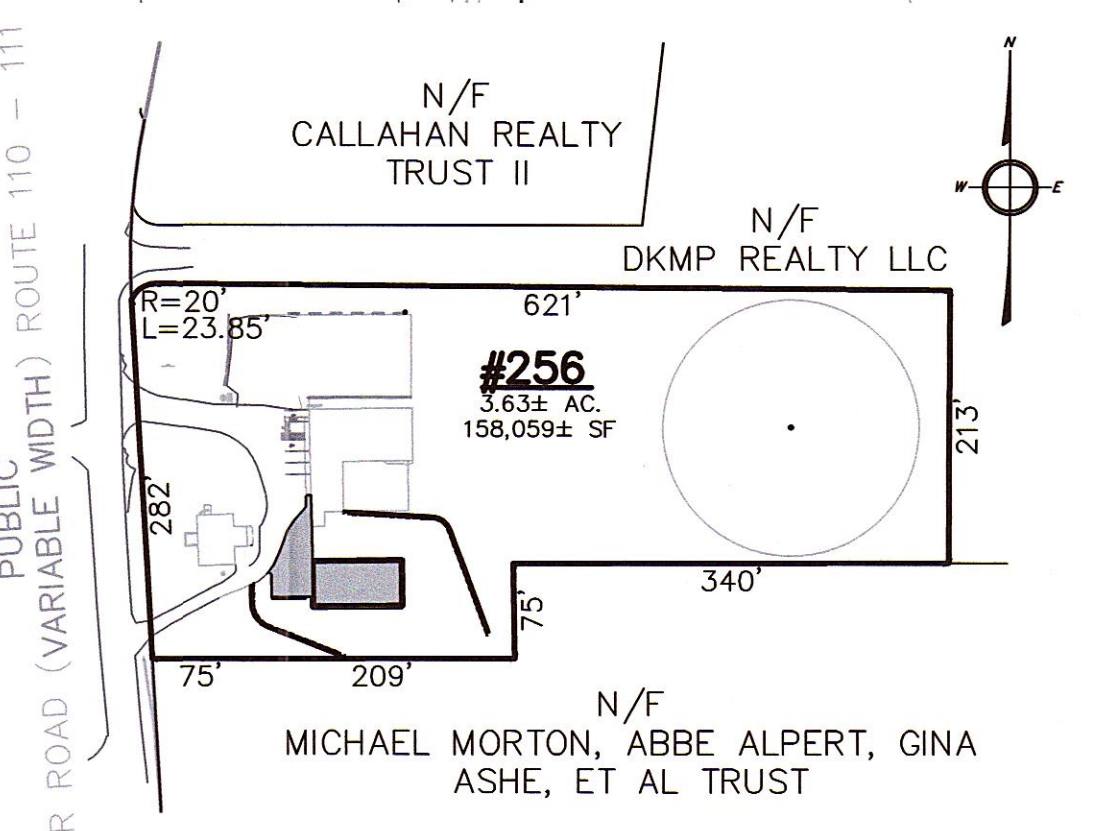 N/F
CALLAHAN REALTY
TRUST II
N
W
E
N/F
DKMP REALTY LLC
R=20'
L=23.85'
621'
#256
3.63± AC.
158,059± SF
213'
282'
340'
75'
75'
209'
N/F
MICHAEL MORTON, ABBE ALPERT, GINA
ASHE, ET AL TRUST
PUBLIC
ROAD (VARIABLE WIDTH) ROUTE 110 – 111